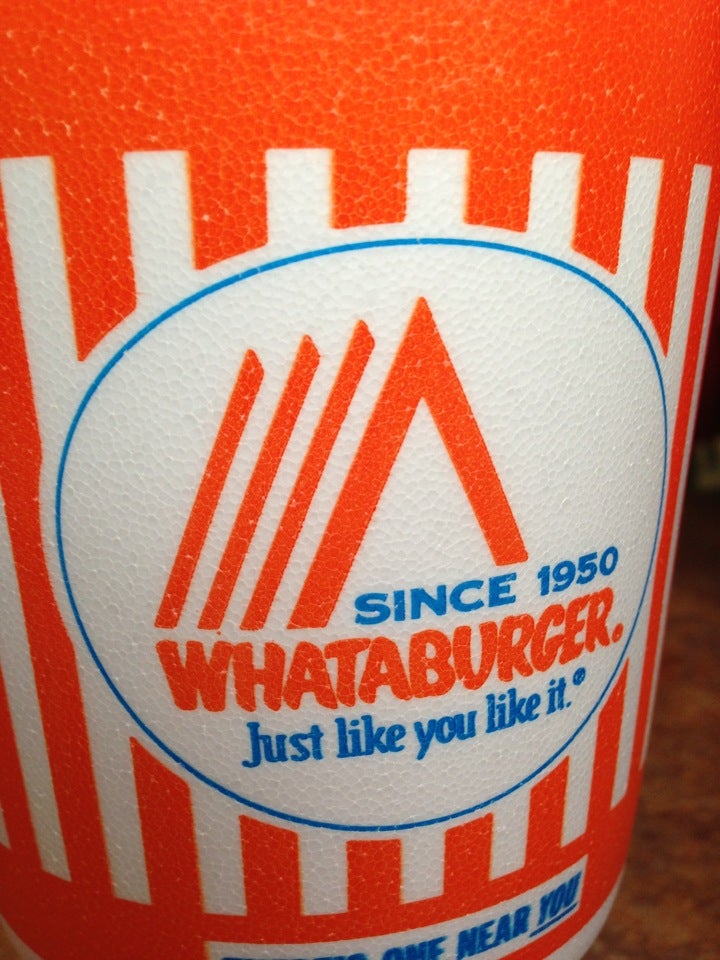 SINCE 1950
WHATABURGER.
Just like you like it.®
ONE NEAR YOU